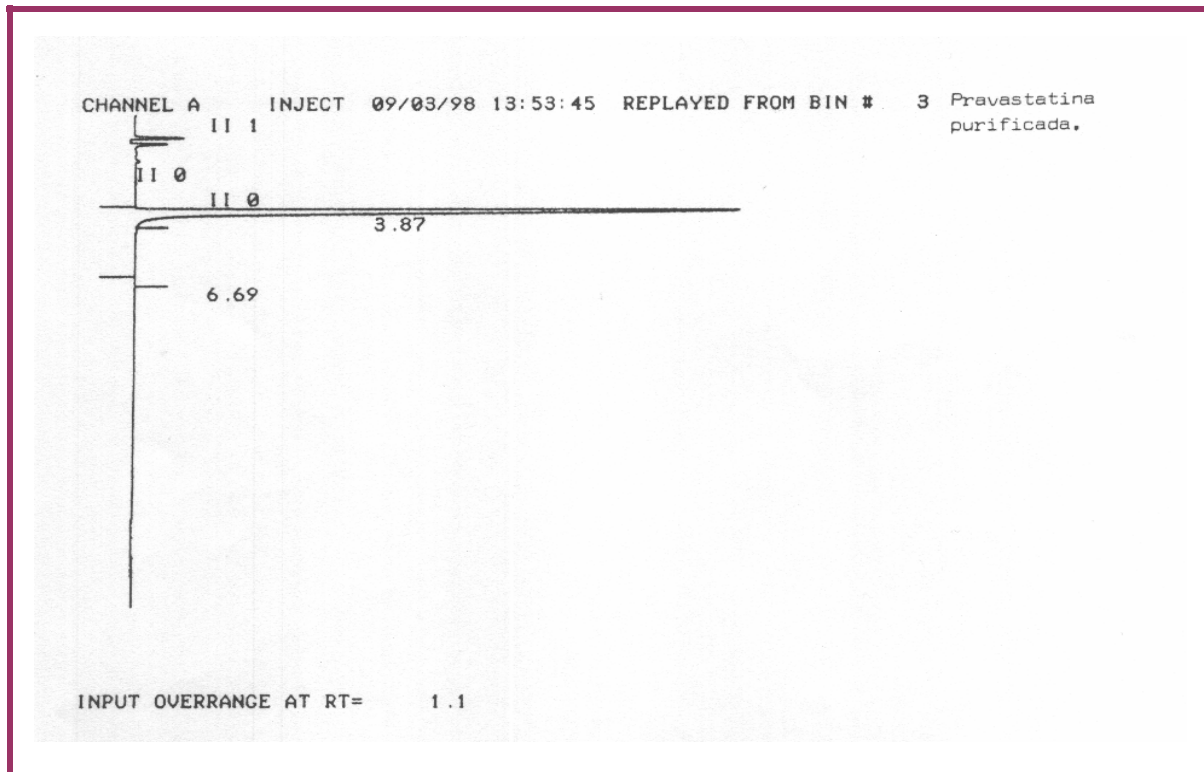 CHANNEL A INJECT 09/03/98 13:53:45 REPLAYED FROM BIN # 3 Pravastatina
purificada.
II 1
II 0
II 0
3.87
6.69
INPUT OVERRANGE AT RT= 1.1